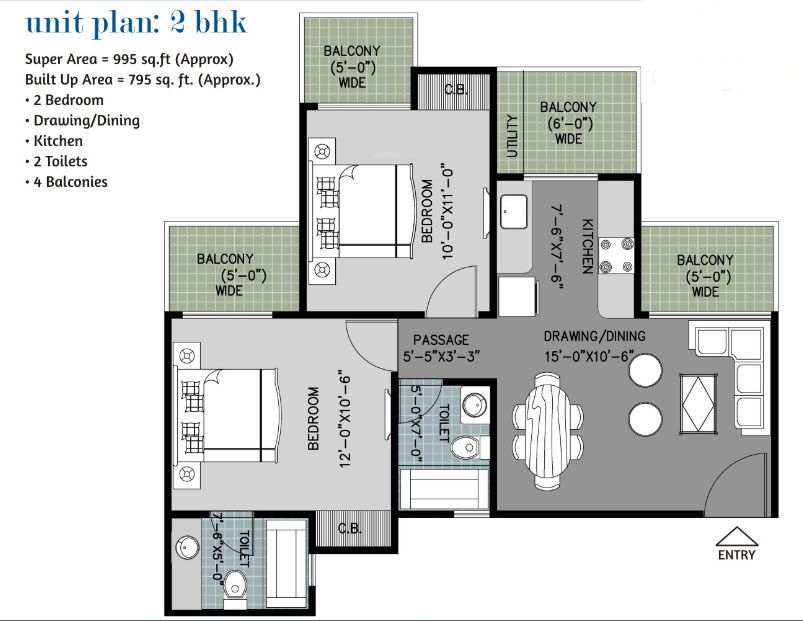 unit plan: 2 bhk
Super Area = 995 sq.ft (Approx)
Built Up Area = 795 sq. ft. (Approx.)
• 2 Bedroom
• Drawing/Dining
• Kitchen
• 2 Toilets
• 4 Balconies
BALCONY
(5'-0")
WIDE
C.B.
UTILITY
BALCONY
(6'-0")
WIDE
BEDROOM
10'-0"X11'-0"
KITCHEN
7'-6"X7'-6"
BALCONY
(5'-0")
WIDE
BALCONY
(5'-0")
WIDE
PASSAGE
5'-5"X3'-3"
DRAWING/DINING
15'-0"X10'-6"
BEDROOM
12'-0"X10'-6"
TOILET
5'-0"X7'-0"
C.B.
TOILET
7'-6"X5'-0"
ENTRY